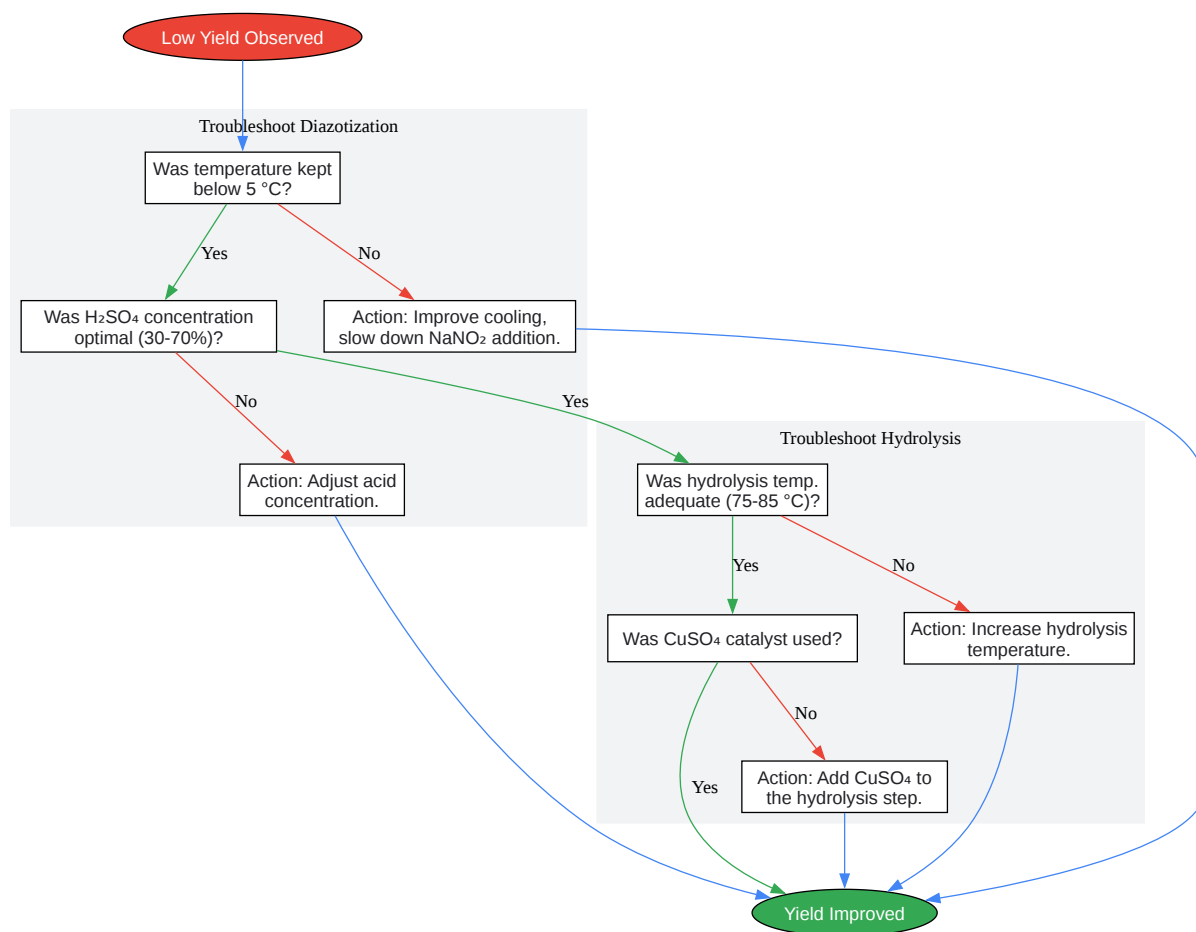 Low Yield Observed
Troubleshoot Diazotization
Was temperature kept
below 5 °C?
Yes
No
Was H₂SO₄ concentration
optimal (30-70%)?
Action: Improve cooling,
slow down NaNO₂ addition.
No
Yes
Troubleshoot Hydrolysis
Action: Adjust acid
concentration.
Was hydrolysis temp.
adequate (75-85 °C)?
Yes
No
Was CuSO₄ catalyst used?
Action: Increase hydrolysis
temperature.
No
Yes
Action: Add CuSO₄ to
the hydrolysis step.
Yield Improved